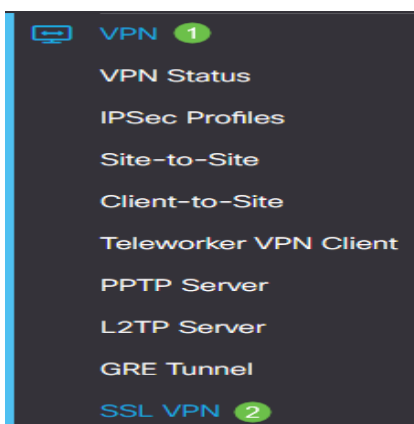 VPN 1
VPN Status
IPSec Profiles
Site-to-Site
Client-to-Site
Teleworker VPN Client
PPTP Server
L2TP Server
GRE Tunnel
SSL VPN 2